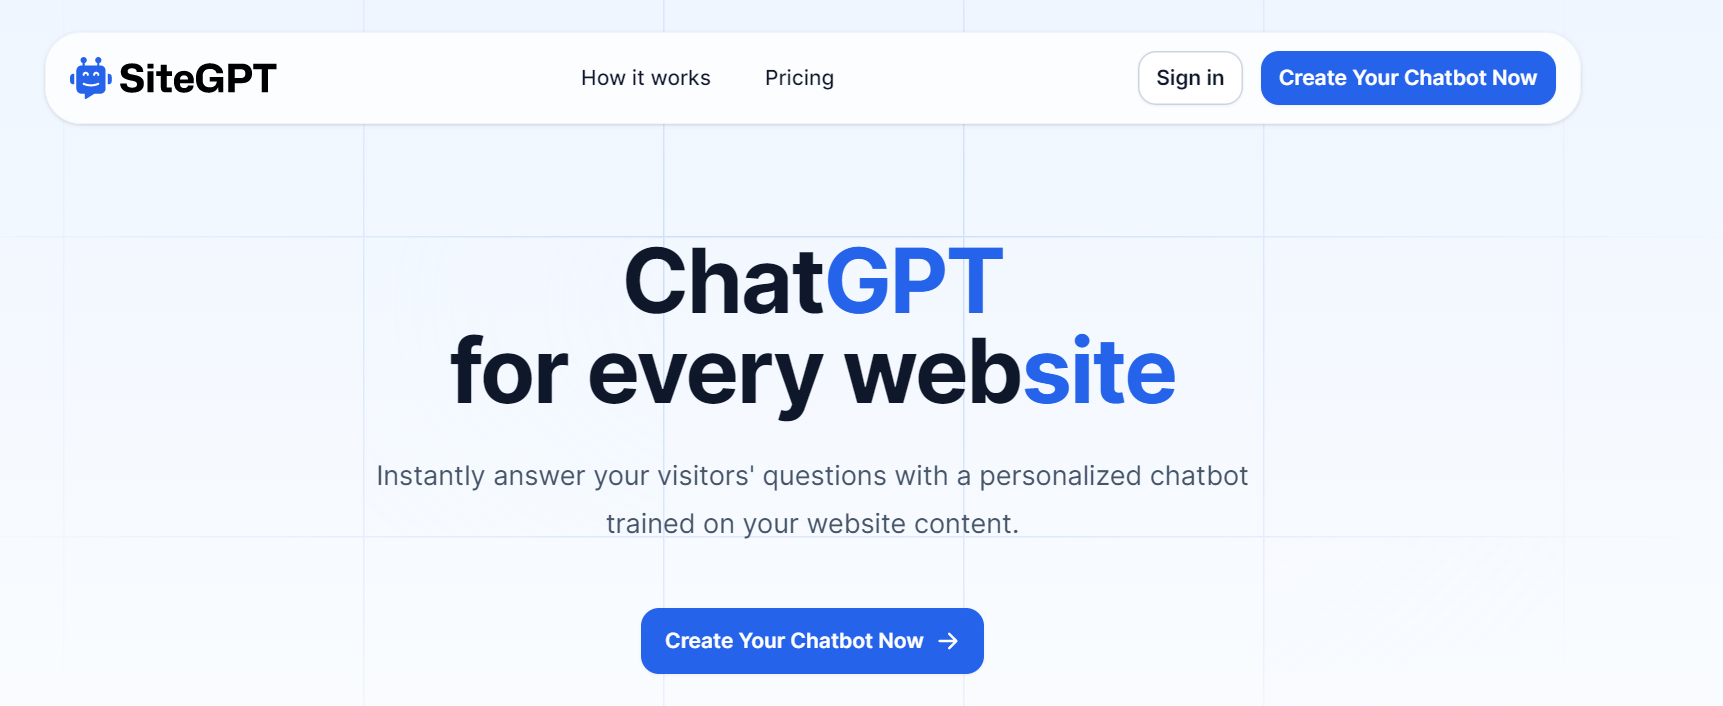 SiteGPT
How it works
Pricing
Sign in
Create Your Chatbot Now
ChatGPT
for every website
Instantly answer your visitors' questions with a personalized chatbot
trained on your website content.
Create Your Chatbot Now →